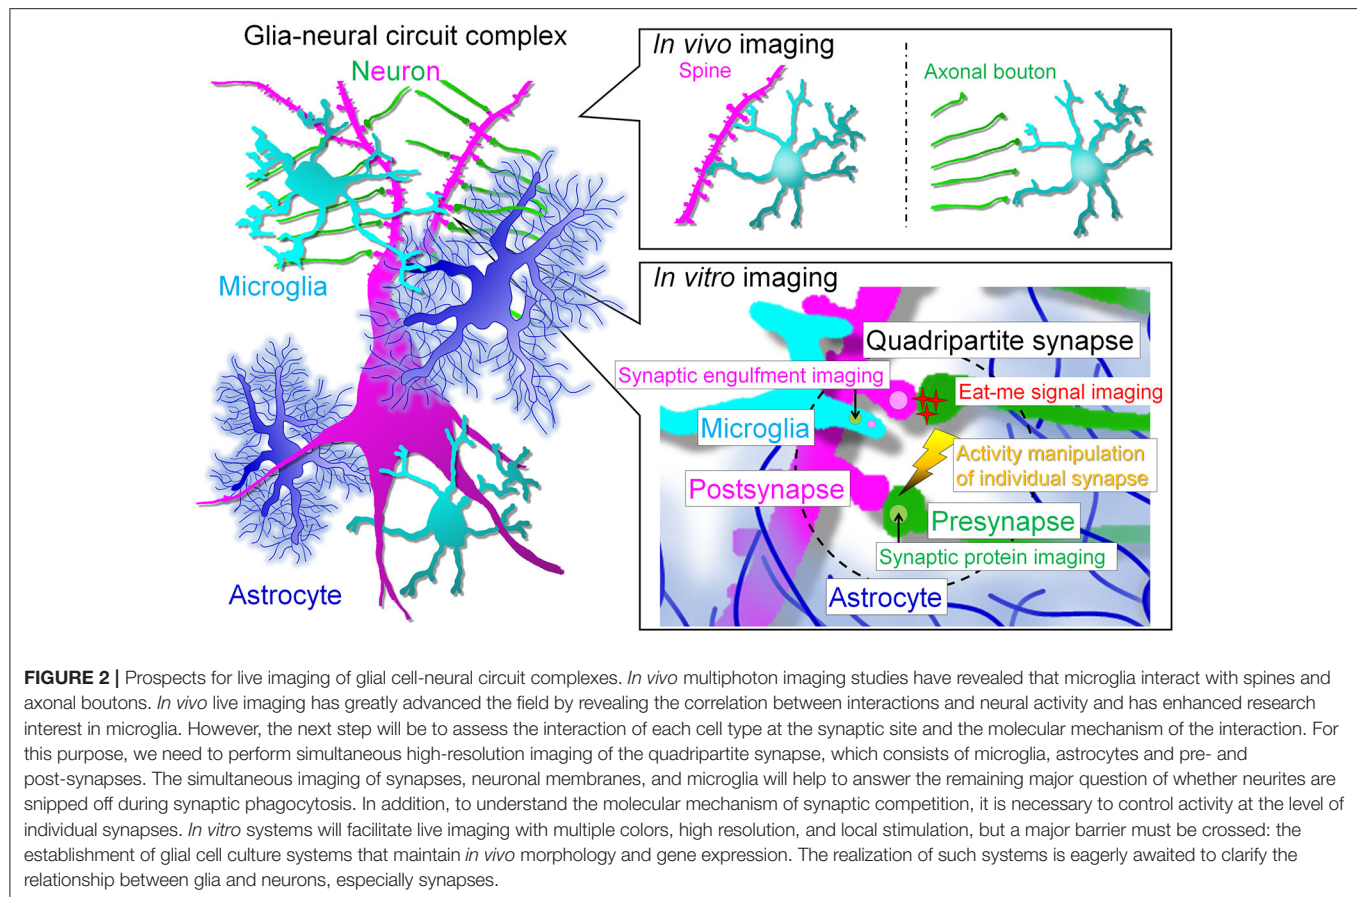 Glia-neural circuit complex
Neuron
Microglia
Astrocyte
In vivo imaging
Spine
Axonal bouton
In vitro imaging
Quadripartite synapse
Synaptic engulfment imaging
Eat-me signal imaging
Microglia
Activity manipulation
of individual synapse
Postsynapse
Presynapse
Synaptic protein imaging
Astrocyte
FIGURE 2 | Prospects for live imaging of glial cell-neural circuit complexes. In vivo multiphoton imaging studies have revealed that microglia interact with spines and
axonal boutons. In vivo live imaging has greatly advanced the field by revealing the correlation between interactions and neural activity and has enhanced research
interest in microglia. However, the next step will be to assess the interaction of each cell type at the synaptic site and the molecular mechanism of the interaction. For
this purpose, we need to perform simultaneous high-resolution imaging of the quadripartite synapse, which consists of microglia, astrocytes and pre- and
post-synapses. The simultaneous imaging of synapses, neuronal membranes, and microglia will help to answer the remaining major question of whether neurites are
snipped off during synaptic phagocytosis. In addition, to understand the molecular mechanism of synaptic competition, it is necessary to control activity at the level of
individual synapses. In vitro systems will facilitate live imaging with multiple colors, high resolution, and local stimulation, but a major barrier must be crossed: the
establishment of glial cell culture systems that maintain in vivo morphology and gene expression. The realization of such systems is eagerly awaited to clarify the
relationship between glia and neurons, especially synapses.